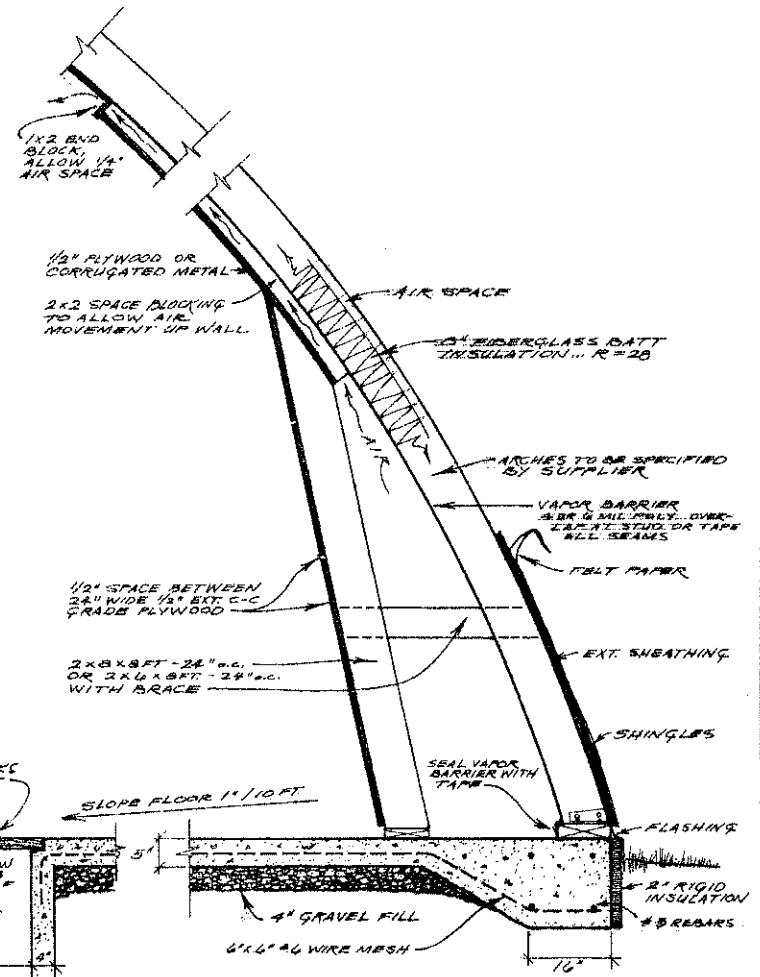 1x2 END
BLOCK,
ALLOW 1/4"
AIR SPACE
1/2" PLYWOOD OR
CORRUGATED METAL
2x2 SPACE BLOCKING
TO ALLOW AIR
MOVEMENT UP WALL.
AIR SPACE
FIBERGLASS BATT
INSULATION... R=28
AIR
ARCHES TO BE SPECIFIED
BY SUPPLIER
VAPOR BARRIER
6 MIL POLY. OVER-
LAP AT STUD OR TAPE
ALL SEAMS
FELT PAPER
1/2" SPACE BETWEEN
24" WIDE 1/2" EXT. C-C
GRADE PLYWOOD
2x8x8FT - 24" o.c.
OR 2x6x8FT. - 24" o.c.
WITH BRACE
EXT. SHEATHING
SHINGLES
SEAL VAPOR
BARRIER WITH
TAPE
SLOPE FLOOR 1"/10 FT.
FLASHING
5"
2" RIGID
INSULATION
4" GRAVEL FILL
#5 REBARS
6"x6" #6 WIRE MESH
4"
16"